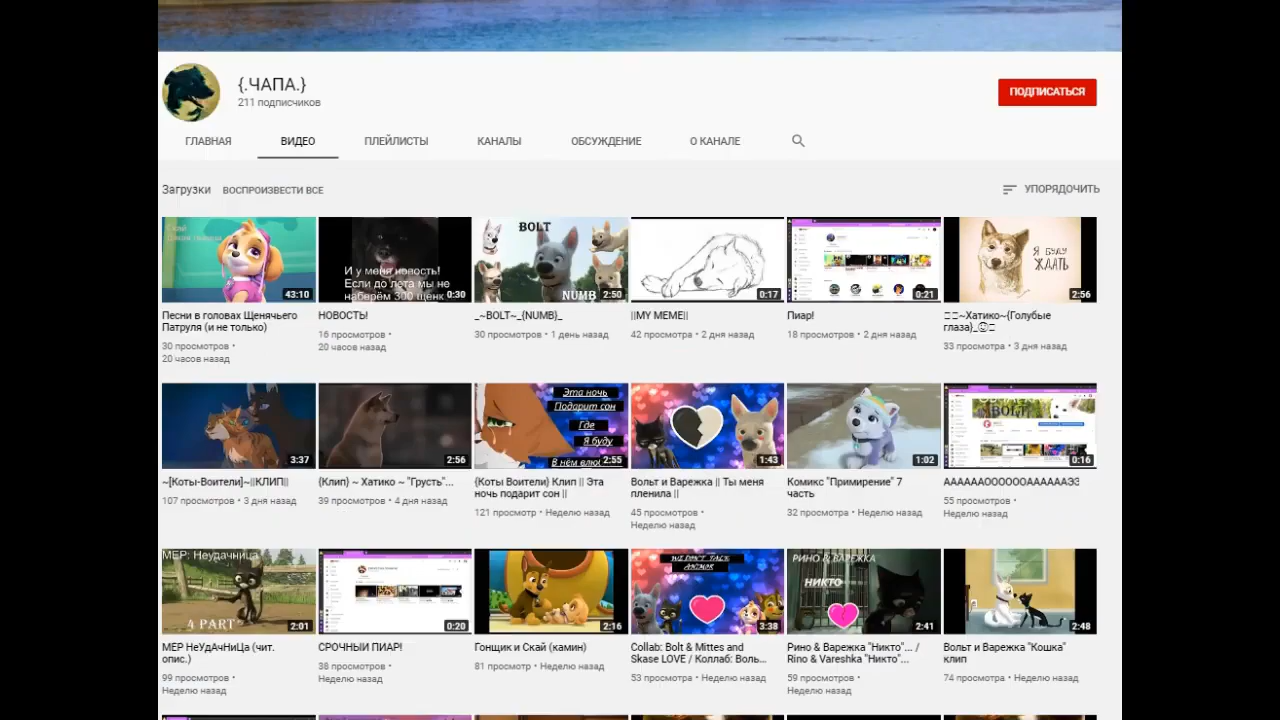 {.ЧАПА.}
211 подписчиков
ПОДПИСАТЬСЯ
ГЛАВНАЯ
ВИДЕО
ПЛЕЙЛИСТЫ
КАНАЛЫ
ОБСУЖДЕНИЕ
О КАНАЛЕ
Загрузки
ВОСПРОИЗВЕСТИ ВСЕ
УПОРЯДОЧИТЬ
43:10
И у меня новость!
Если до лета мы не
наберём 300 щенк
0:30
BOLT
NUMB
2:50
0:17
0:21
Я БУДУ
ЖДАТЬ
2:56
Песни в головах Щенячьего
Патруля (и не только)
30 просмотров •
20 часов назад
НОВОСТЬ!
16 просмотров •
20 часов назад
_~BOLT~_{NUMB}_
30 просмотров • 1 день назад
||MY MEME||
42 просмотра • 2 дня назад
Пиар!
18 просмотров • 2 дня назад
~Хатико~{Голубые
глаза}_
33 просмотра • 3 дня назад
3:37
2:56
Эта ночь
Подарит сон
Где
Я буду
В нём влю
2:55
1:43
1:02
BOLT
0:16
~[Коты-Воители]~||КЛИП||
107 просмотров • 3 дня назад
{Клип} ~ Хатико ~ "Грусть"...
39 просмотров • 4 дня назад
{Коты Воители} Клип || Эта
ночь подарит сон ||
121 просмотр • Неделю назад
Вольт и Варежка || Ты меня
пленила ||
45 просмотров •
Неделю назад
Комикс "Примирение" 7
часть
32 просмотра • Неделю назад
АААААAОООООOАААААAЭЗ
55 просмотров •
Неделю назад
МЕР: Неудачница
4 PART
2:01
0:20
2:16
WE DON'T TALK
ANYMOR
3:38
РИНО & ВАРЕЖКА
НИКТО
2:41
2:48
МЕР НеУдАчНиЦа (чит.
опис.)
99 просмотров •
Неделю назад
СРОЧНЫЙ ПИАР!
38 просмотров •
Неделю назад
Гонщик и Скай (камин)
81 просмотр • Неделю назад
Collab: Bolt & Mittes and
Skase LOVE / Коллаб: Воль...
53 просмотра • Неделю назад
Рино & Варежка "Никто"... /
Rino & Vareshka "Никто"...
59 просмотров •
Неделю назад
Вольт и Варежка "Кошка"
клип
74 просмотра • Неделю назад